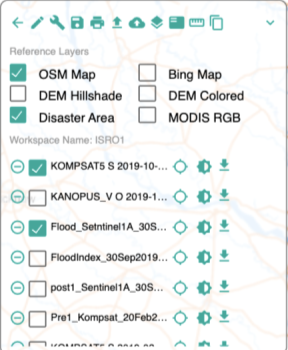 Reference Layers
OSM Map Bing Map
DEM Hillshade DEM Colored
Disaster Area MODIS RGB
Workspace Name: ISRO1
KOMPSAT5 S 2019-10-...
KANOPUS_V O 2019-1...
Flood_Setntinel1A_30S...
FloodIndex_30Sep2019...
post1_Sentinel1A_30S...
Pre1_Kompsat_20Feb2...